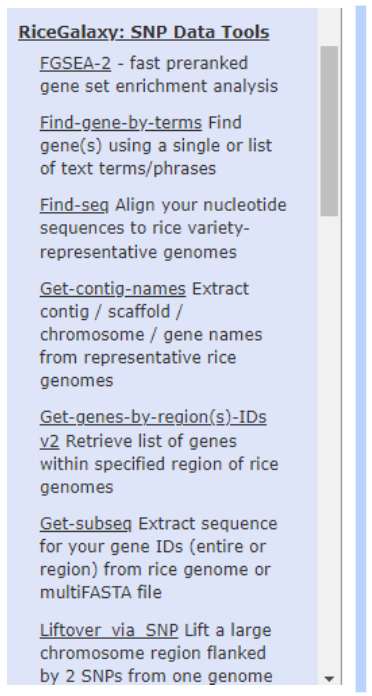 RiceGalaxy: SNP Data Tools
FGSEA-2 - fast preranked
gene set enrichment analysis
Find-gene-by-terms Find
gene(s) using a single or list
of text terms/phrases
Find-seq Align your nucleotide
sequences to rice variety-
representative genomes
Get-contig-names Extract
contig / scaffold /
chromosome / gene names
from representative rice
genomes
Get-genes-by-region(s)-IDs
v2 Retrieve list of genes
within specified region of rice
genomes
Get-subseq Extract sequence
for your gene IDs (entire or
region) from rice genome or
multiFASTA file
Liftover_via_SNP Lift a large
chromosome region flanked
by 2 SNPs from one genome